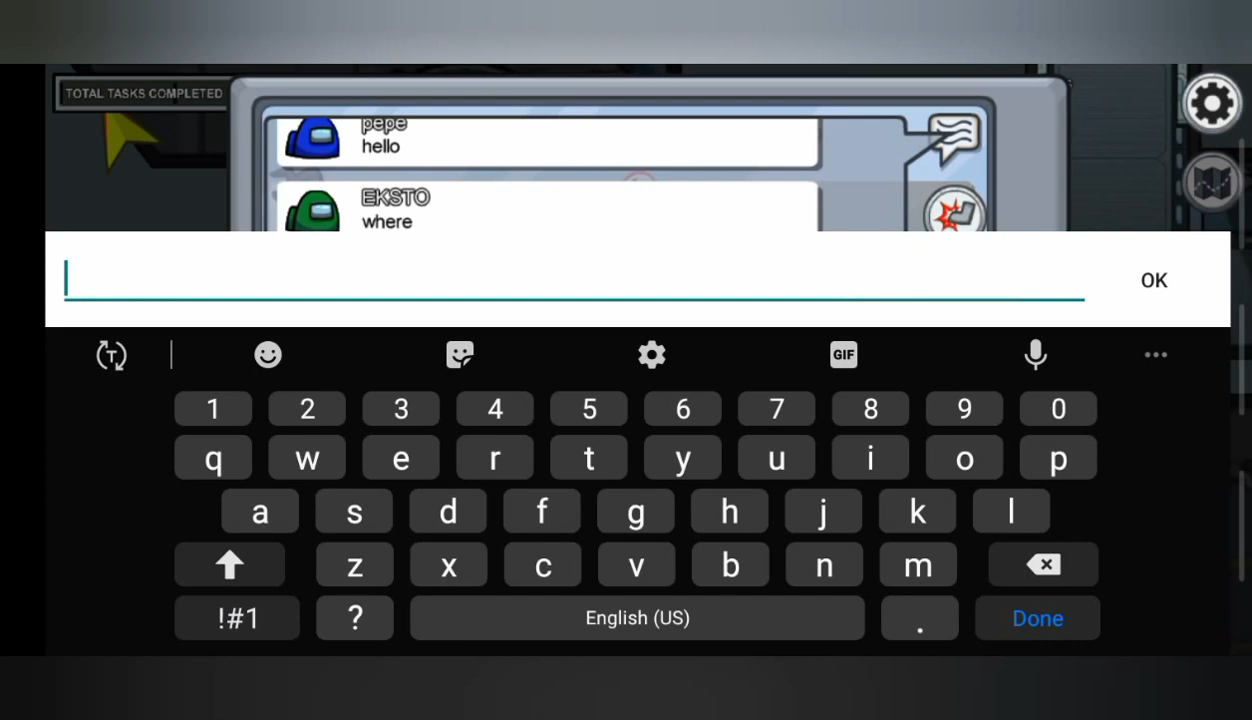 TOTAL TASKS COMPLETED
pepe
hello
EKSTO
where
OK
T
GIF
1 2 3 4 5 6 7 8 9 0
q w e r t y u i o p
a s d f g h j k l
z x c v b n m
!#1 ? English (US) . Done